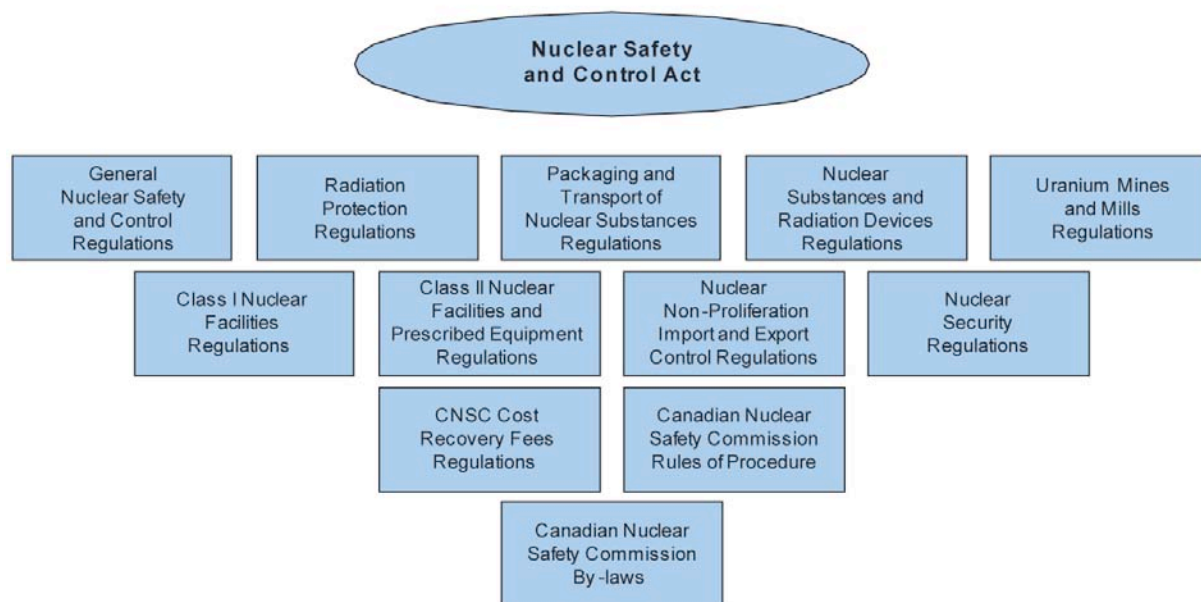 Nuclear Safety
and Control Act
General
Nuclear Safety
and Control
Regulations
Radiation
Protection
Regulations
Packaging and
Transport of
Nuclear Substances
Regulations
Nuclear
Substances and
Radiation Devices
Regulations
Uranium Mines
and Mills
Regulations
Class I Nuclear
Facilities
Regulations
Class II Nuclear
Facilities and
Prescribed Equipment
Regulations
Nuclear
Non-Proliferation
Import and Export
Control Regulations
Nuclear
Security
Regulations
CNSC Cost
Recovery Fees
Regulations
Canadian Nuclear
Safety Commission
Rules of Procedure
Canadian Nuclear
Safety Commission
By-laws